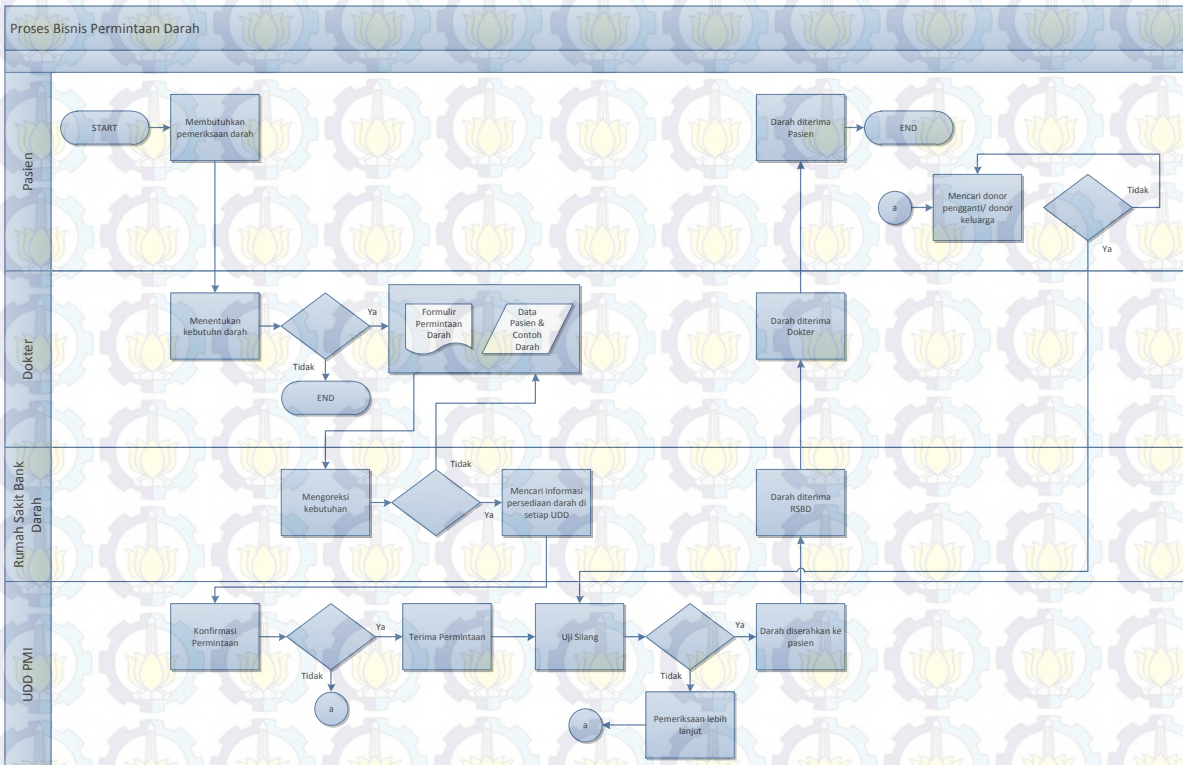 Proses Bisnis Permintaan Darah
Pasien
START
Membutuhkan
pemeriksaan darah
Darah diterima
Pasien
END
a
Mencari donor
pengganti/ donor
keluarga
Tidak
Ya
Dokter
Menentukan
kebutuhn darah
Ya
Tidak
END
Formulir
Permintaan
Darah
Data
Pasien &
Contoh
Darah
Darah diterima
Dokter
Rumah Sakit Bank
Darah
Mengoreksi
kebutuhan
Tidak
Ya
Mencari informasi
persediaan darah di
setiap UDD
Darah diterima
RSBD
UDD PMI
Konfirmasi
Permintaan
Ya
Tidak
a
Terima Permintaan
Uji Silang
Ya
Tidak
Darah diserahkan ke
pasien
Pemeriksaan lebih
lanjut
a